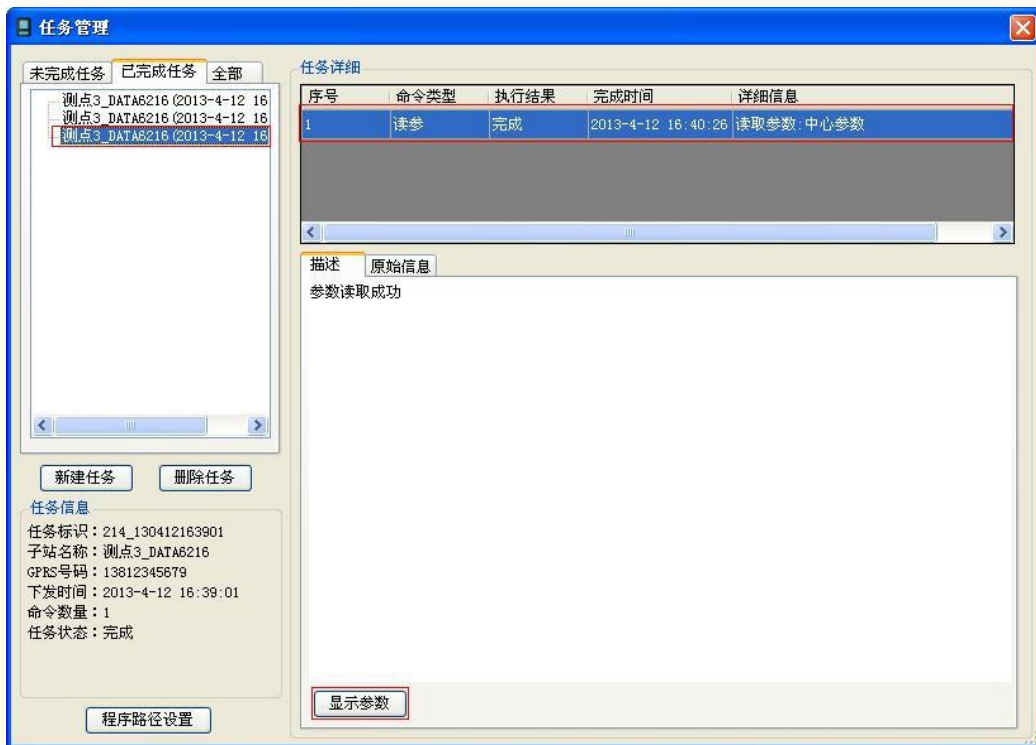 任务管理
未完成任务 已完成任务 全部
测点3_DATA6216(2013-4-12 16
测点3_DATA6216(2013-4-12 16
测点3_DATA6216(2013-4-12 16
新建任务 删除任务
任务信息
任务标识：214_130412163901
子站名称：测点3_DATA6216
GPRS号码：13812345679
下发时间：2013-4-12 16:39:01
命令数量：1
任务状态：完成
程序路径设置
任务详细
序号 命令类型 执行结果 完成时间 详细信息
1 读参 完成 2013-4-12 16:40:26 读取参数:中心参数
描述 原始信息
参数读取成功
显示参数